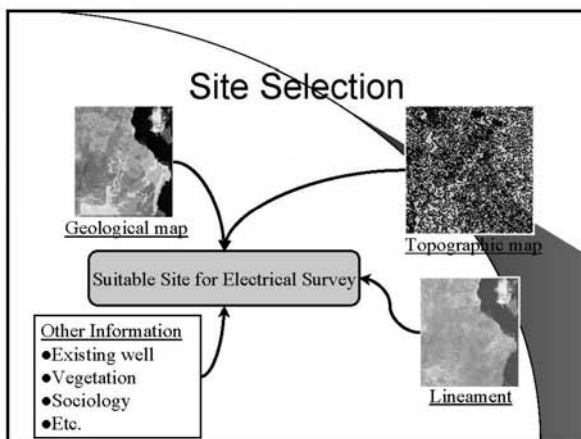 Site Selection
Geological map
Topographic map
Suitable Site for Electrical Survey
Other Information
●Existing well
●Vegetation
●Sociology
●Etc.
Lineament